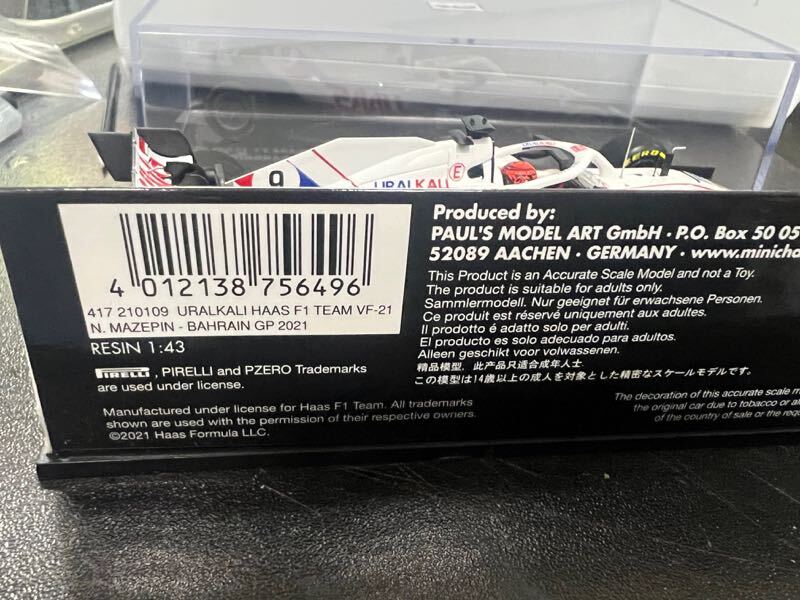 9
URALKALI
E
4 012138 756496
417 210109 URALKALI HAAS F1 TEAM VF-21
N. MAZEPIN - BAHRAIN GP 2021
RESIN 1:43
PIRELLI, PIRELLI and PZERO Trademarks
are used under license.
Manufactured under license for Haas F1 Team. All trademarks
shown are used with the permission of their respective owners.
©2021 Haas Formula LLC.
Produced by:
PAUL'S MODEL ART GmbH · P.O. Box 50 05
52089 AACHEN · GERMANY · www.minicha
This Product is an Accurate Scale Model and not a Toy.
The product is suitable for adults only.
Sammlermodell. Nur geeignet für erwachsene Personen.
Ce produit est réservé uniquement aux adultes.
Il prodotto é adatto solo per adulti.
El producto es solo adecuado para adultos.
Alleen geschikt voor volwassenen.
精品模型, 此产品只适合成年人士
この模型は14歳以上の成人を対象とした精密なスケールモデルです。
The decoration of this accurate scale m
the original car due to tobacco or al
of the country of sale or the requ